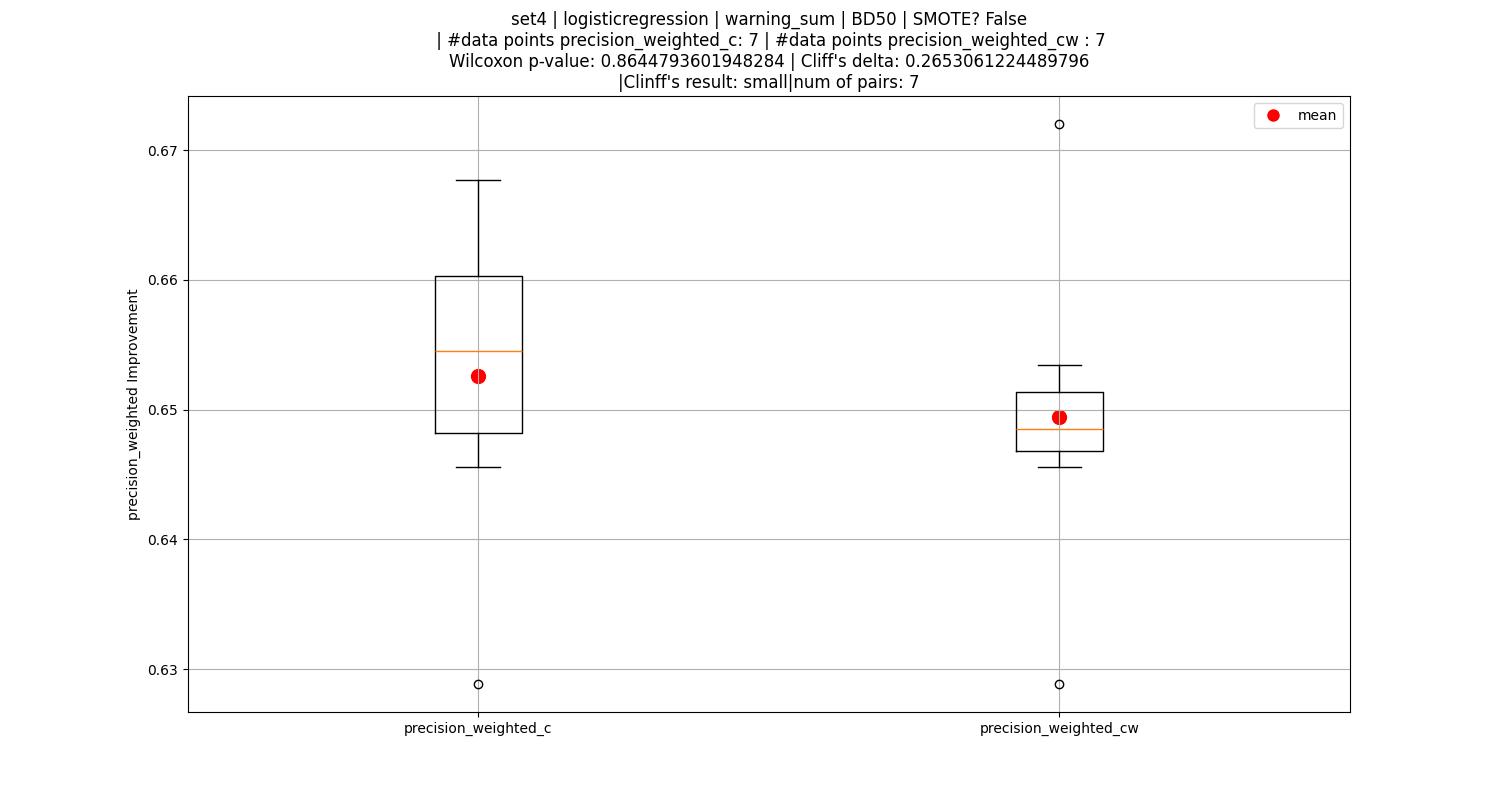 set4 | logisticregression | warning_sum | BD50 | SMOTE? False
| #data points precision_weighted_c: 7 | #data points precision_weighted_cw : 7
Wilcoxon p-value: 0.8644793601948284 | Cliff's delta: 0.2653061224489796
|Clinff's result: small|num of pairs: 7
mean
0.67
0.66
0.65
0.64
0.63
precision_weighted Improvement
precision_weighted_c
precision_weighted_cw